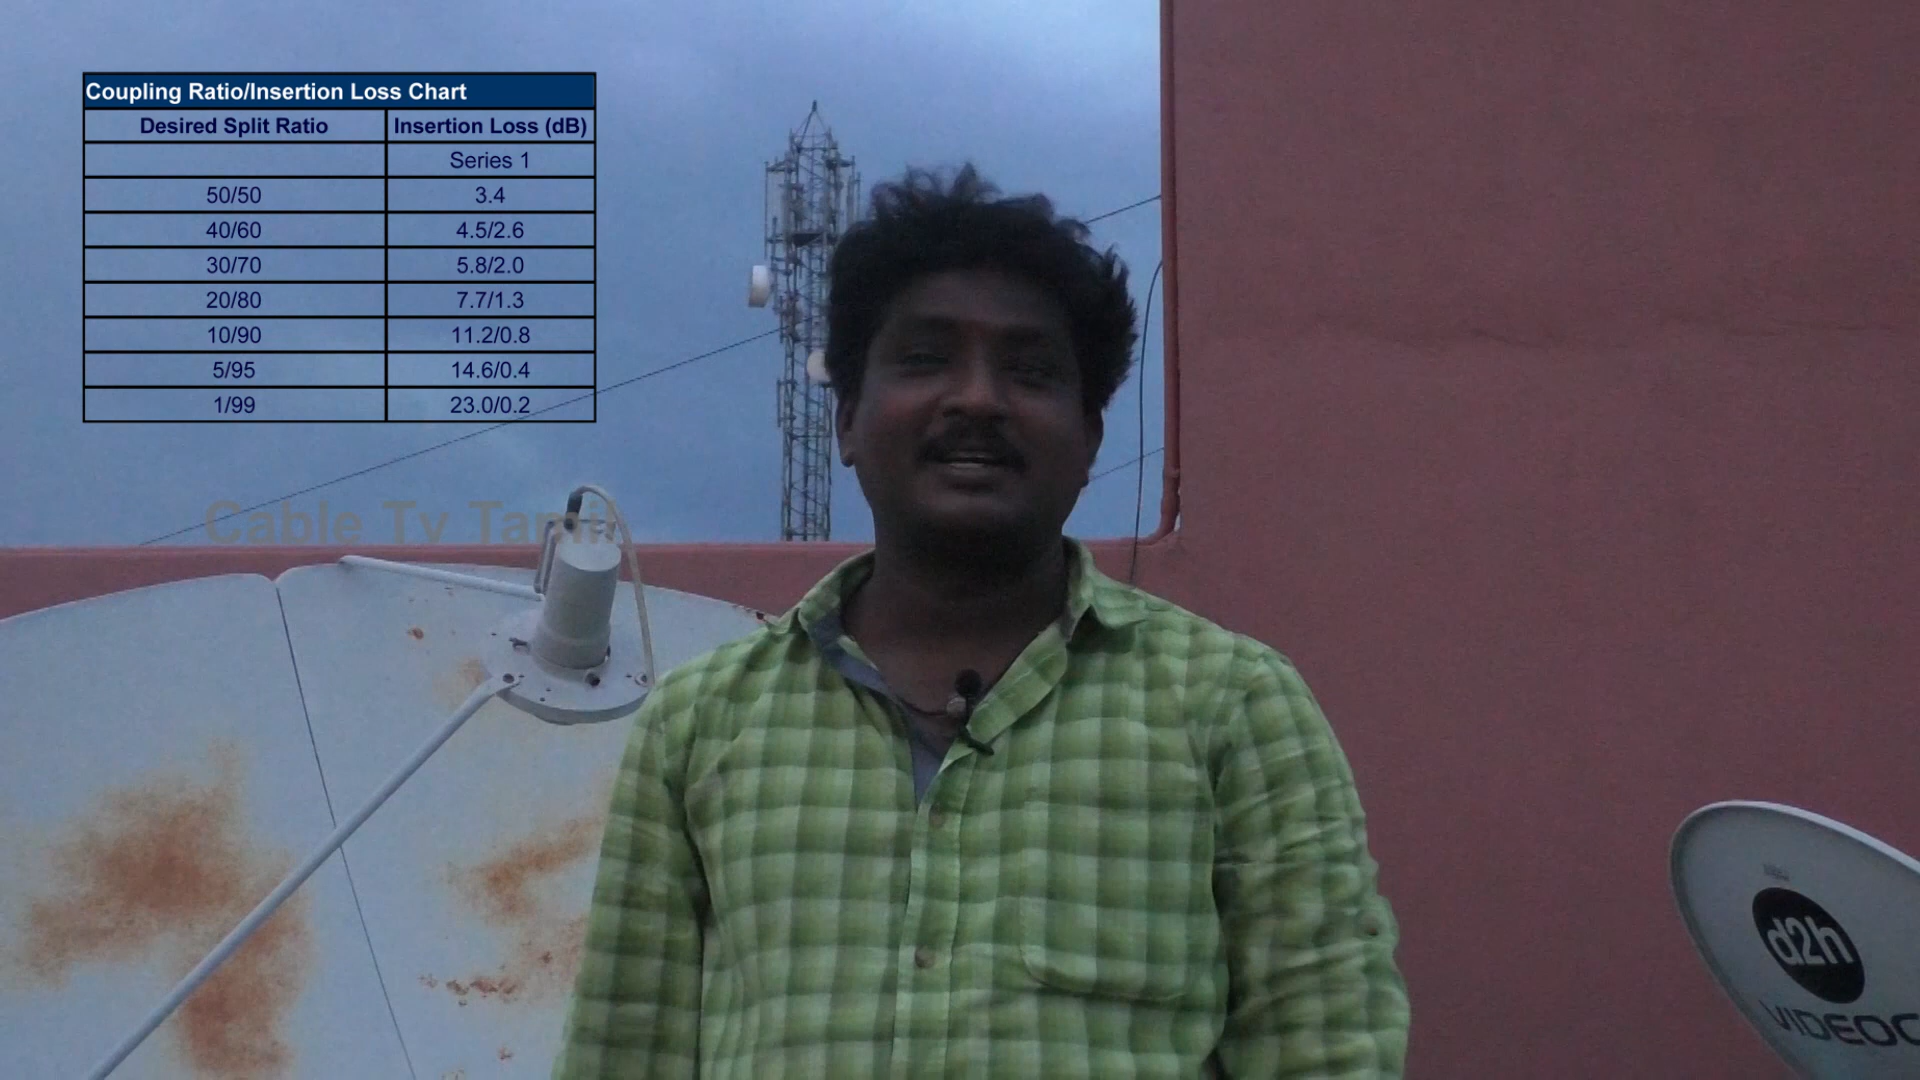 Coupling Ratio/Insertion Loss Chart
Desired Split Ratio Insertion Loss (dB)
Series 1
50/50 3.4
40/60 4.5/2.6
30/70 5.8/2.0
20/80 7.7/1.3
10/90 11.2/0.8
5/95 14.6/0.4
1/99 23.0/0.2
Cable Tv Tamil
d2h
VIDEOC